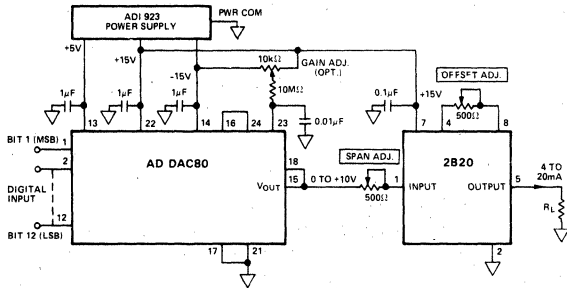 ADI 923
POWER SUPPLY
PWR COM
+5V
+15V
-15V
10kΩ
GAIN ADJ.
(OPT.)
10MΩ
1µF
1µF
1µF
0.01µF
0.1µF
+15V
OFFSET ADJ.
500Ω
13
22
14
16
24
23
7
4
8
BIT 1 (MSB)
1
2
DIGITAL
INPUT
12
BIT 12 (LSB)
AD DAC80
18
15
VOUT
0 TO +10V
SPAN ADJ.
500Ω
1
INPUT
2B20
OUTPUT
5
4 TO
20mA
RL
17
21
2